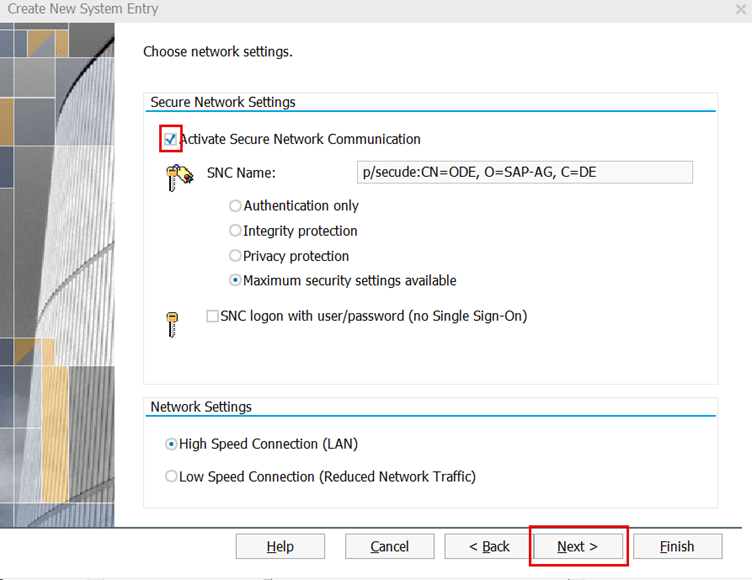 Create New System Entry
Choose network settings.
Secure Network Settings
Activate Secure Network Communication
SNC Name: p/secude:CN=ODE, O=SAP-AG, C=DE
Authentication only
Integrity protection
Privacy protection
Maximum security settings available
SNC logon with user/password (no Single Sign-On)
Network Settings
High Speed Connection (LAN)
Low Speed Connection (Reduced Network Traffic)
Help Cancel < Back Next > Finish